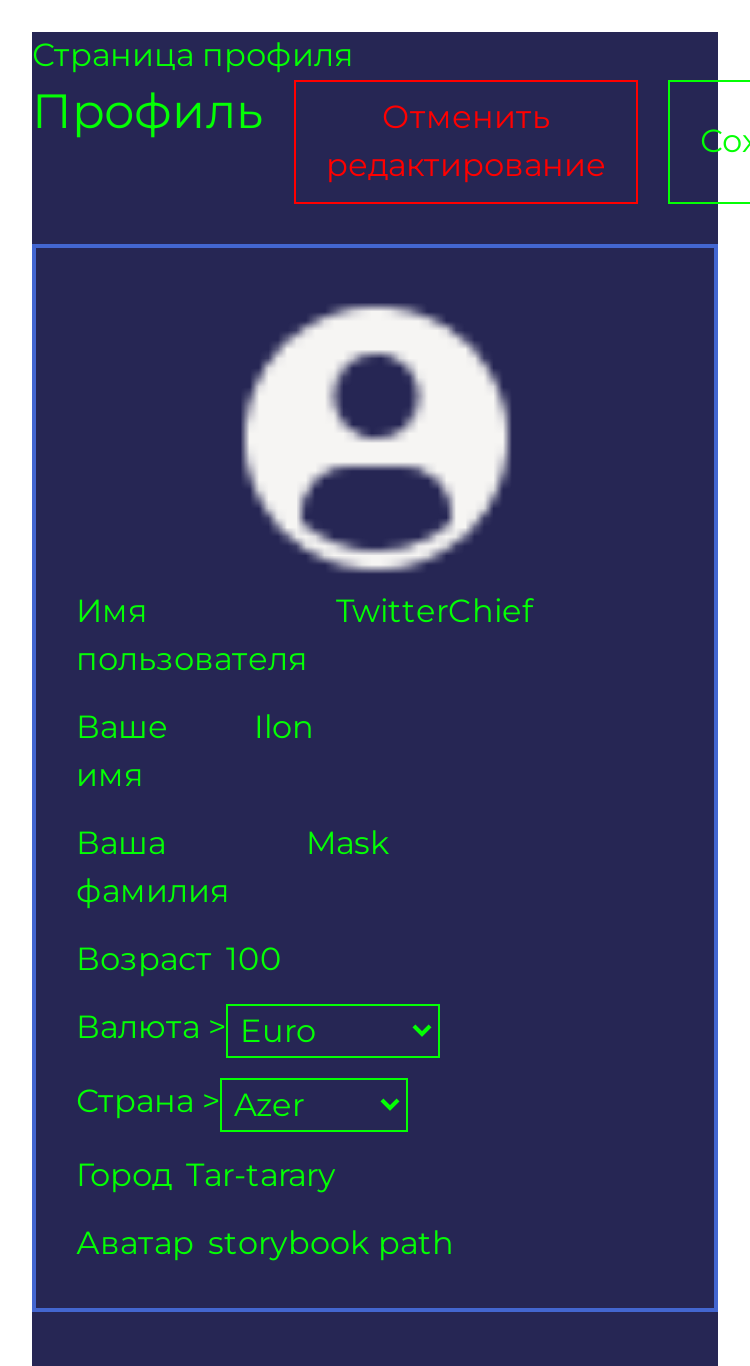 Страница профиля
Профиль
Отменить
редактирование
Имя TwitterChief
пользователя
Ваше Ilon
имя
Ваша Mask
фамилия
Возраст 100
Валюта > Euro
Страна > Azer
Город Tar-tarary
Аватар storybook path